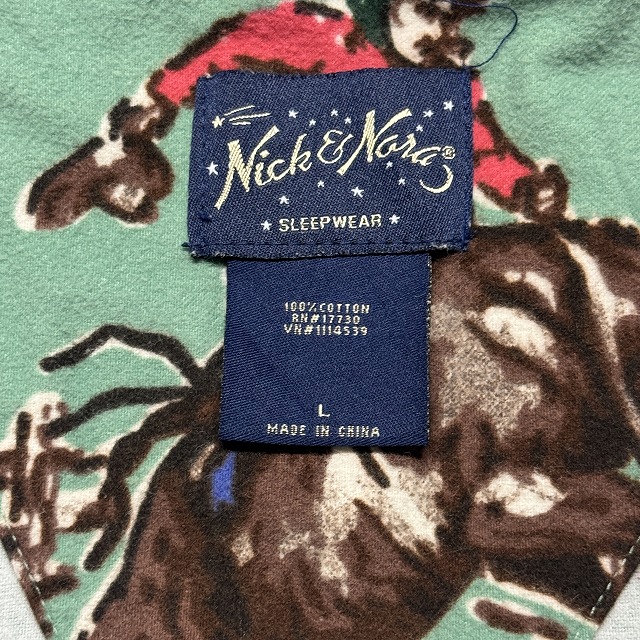 Nick & Nora®
SLEEPWEAR
100% COTTON
RN#17730
VN#1114539
L
MADE IN CHINA